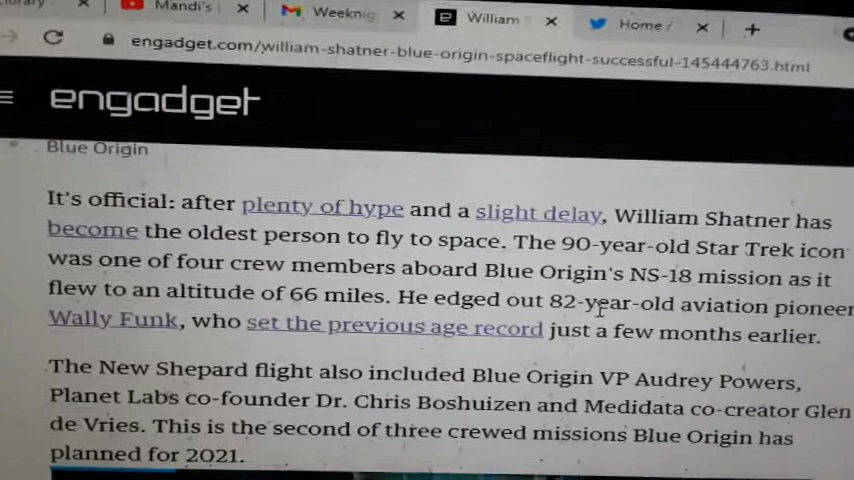 Mandi's
Weeknig
William
Home /
engadget.com/william-shatner-blue-origin-spaceflight-successful-145444763.html
engadget
Blue Origin
It's official: after plenty of hype and a slight delay, William Shatner has
become the oldest person to fly to space. The 90-year-old Star Trek icon
was one of four crew members aboard Blue Origin's NS-18 mission as it
flew to an altitude of 66 miles. He edged out 82-year-old aviation pioneer
Wally Funk, who set the previous age record just a few months earlier.
The New Shepard flight also included Blue Origin VP Audrey Powers,
Planet Labs co-founder Dr. Chris Boshuizen and Medidata co-creator Glen
de Vries. This is the second of three crewed missions Blue Origin has
planned for 2021.